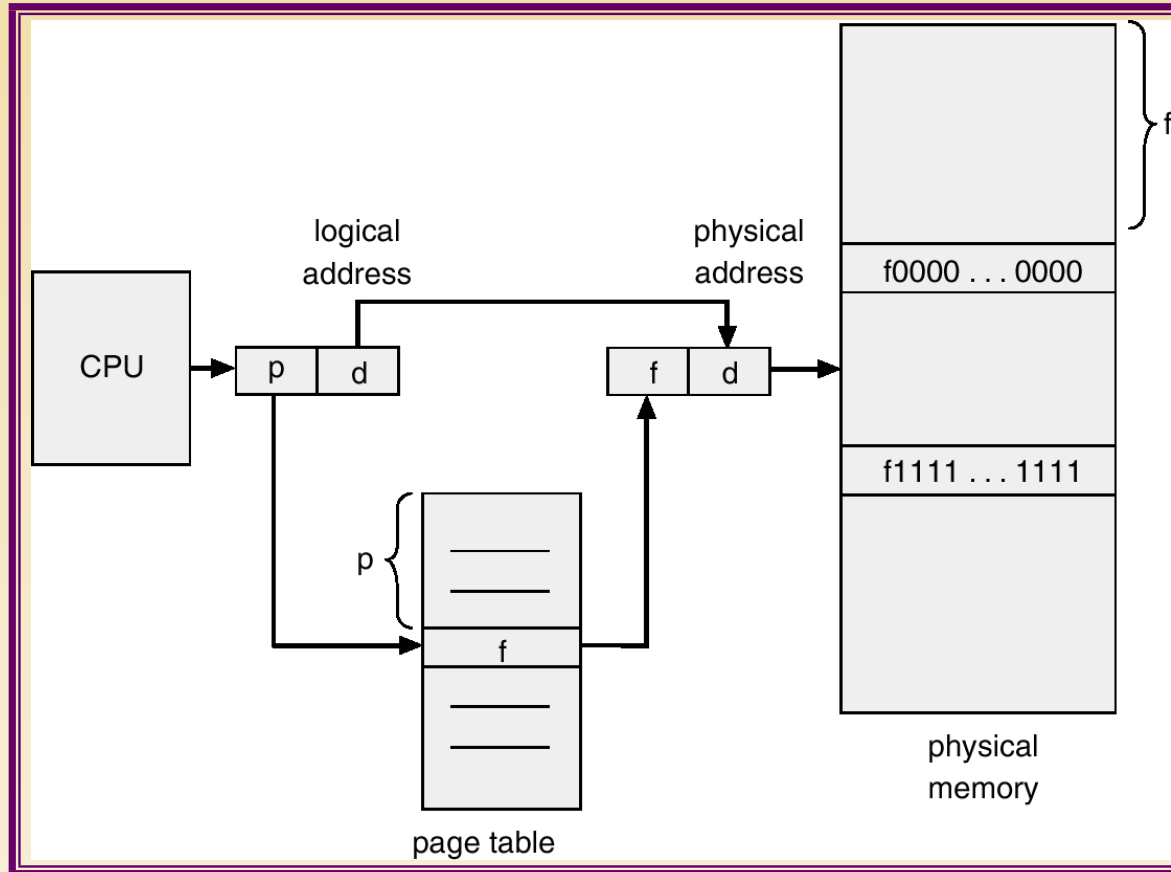 f
f0000 . . . 0000
logical
address
physical
address
CPU
p
d
f
d
f1111 . . . 1111
p
f
physical
memory
page table